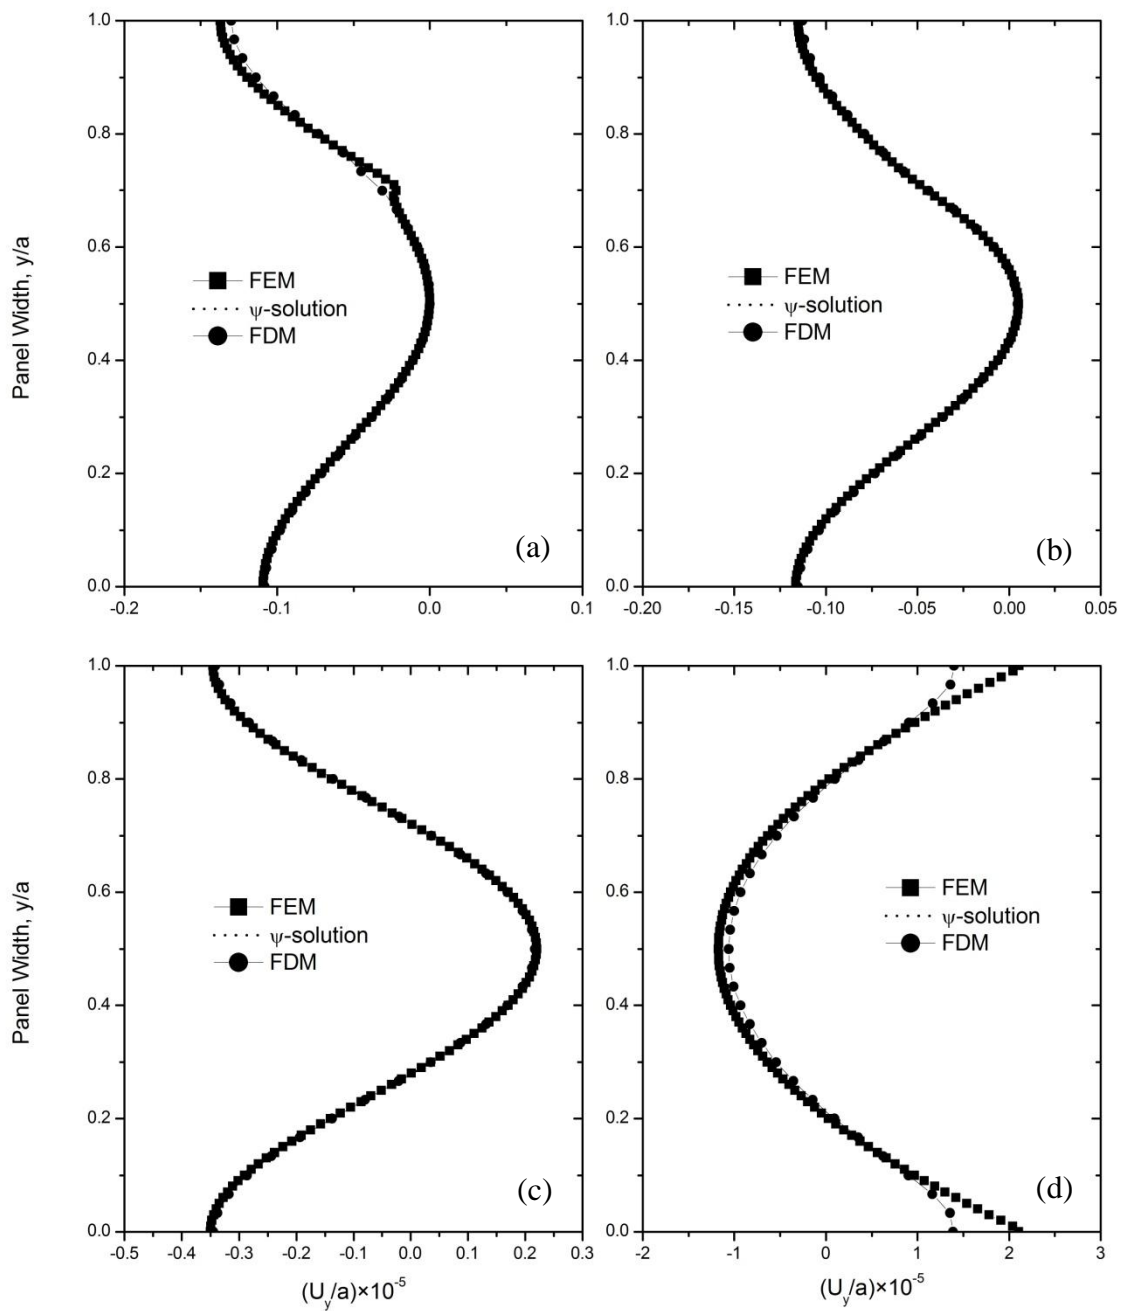 1.0
0.8
0.6
0.4
0.2
0.0
Panel Width, y/a
FEM
ψ-solution
FDM
(a)
-0.2 -0.1 0.0 0.1
1.0
0.8
0.6
0.4
0.2
0.0
FEM
ψ-solution
FDM
(b)
-0.20 -0.15 -0.10 -0.05 0.00 0.05
1.0
0.8
0.6
0.4
0.2
0.0
Panel Width, y/a
FEM
ψ-solution
FDM
(c)
-0.5 -0.4 -0.3 -0.2 -0.1 0.0 0.1 0.2 0.3
(Uy/a)×10-5
1.0
0.8
0.6
0.4
0.2
0.0
FEM
ψ-solution
FDM
(d)
-2 -1 0 1 2 3
(Uy/a)×10-5